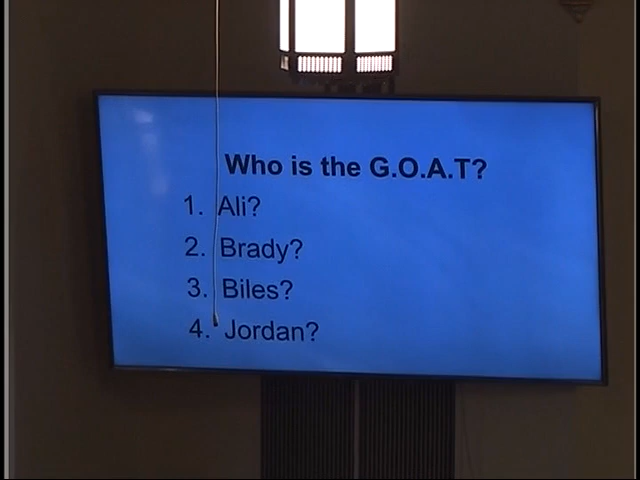 Who is the G.O.A.T?
1. Ali?
2. Brady?
3. Biles?
4. Jordan?